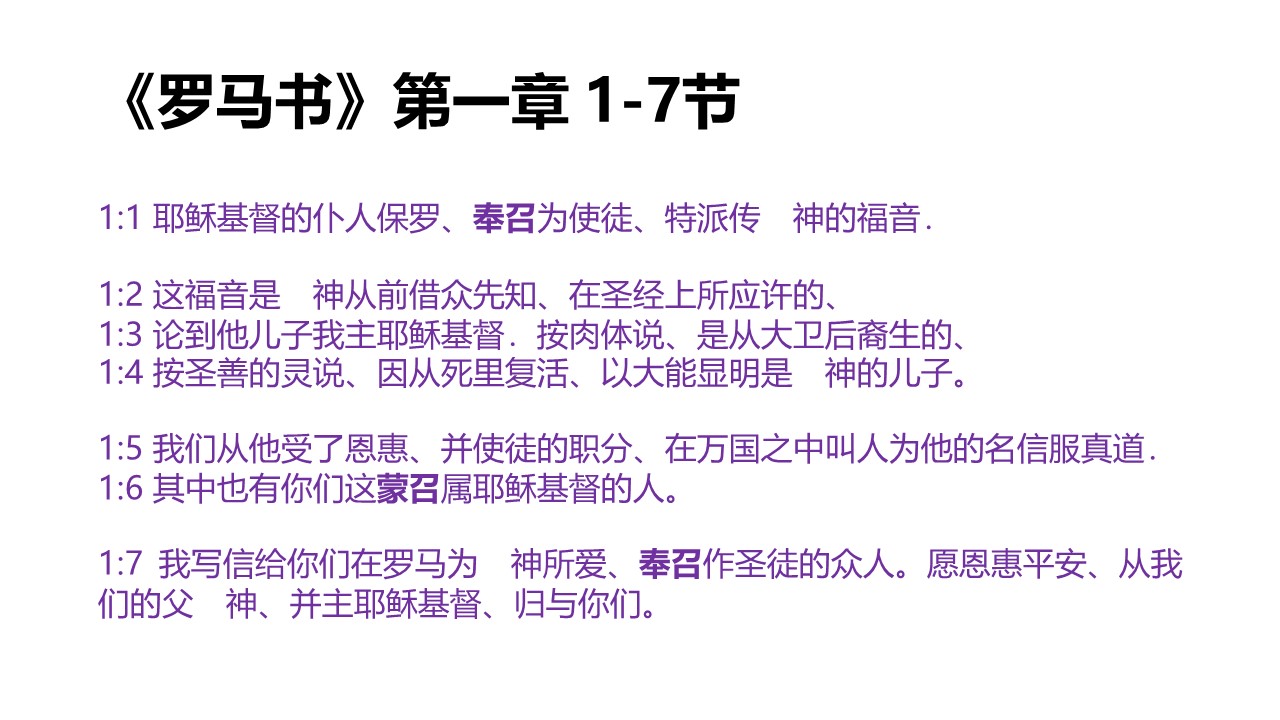 《罗马书》第一章 1-7节
1:1 耶稣基督的仆人保罗、奉召为使徒、特派传　神的福音．
1:2 这福音是　神从前借众先知、在圣经上所应许的、
1:3 论到他儿子我主耶稣基督．按肉体说、是从大卫后裔生的、
1:4 按圣善的灵说、因从死里复活、以大能显明是　神的儿子。
1:5 我们从他受了恩惠、并使徒的职分、在万国之中叫人为他的名信服真道．
1:6 其中也有你们这蒙召属耶稣基督的人。
1:7 我写信给你们在罗马为　神所爱、奉召作圣徒的众人。愿恩惠平安、从我
们的父　神、并主耶稣基督、归与你们。